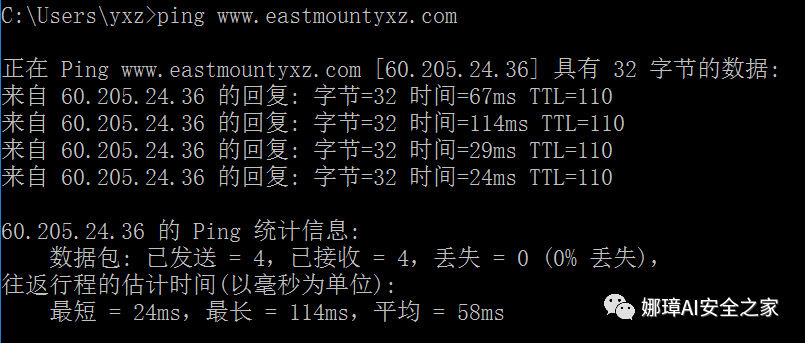 C:\Users\yxz>ping www.eastmountyxz.com
正在 Ping www.eastmountyxz.com [60.205.24.36] 具有 32 字节的数据:
来自 60.205.24.36 的回复: 字节=32 时间=67ms TTL=110
来自 60.205.24.36 的回复: 字节=32 时间=114ms TTL=110
来自 60.205.24.36 的回复: 字节=32 时间=29ms TTL=110
来自 60.205.24.36 的回复: 字节=32 时间=24ms TTL=110
60.205.24.36 的 Ping 统计信息:
数据包: 已发送 = 4，已接收 = 4，丢失 = 0 (0% 丢失)，
往返行程的估计时间(以毫秒为单位):
最短 = 24ms，最长 = 114ms，平均 = 58ms
娜璋AI安全之家